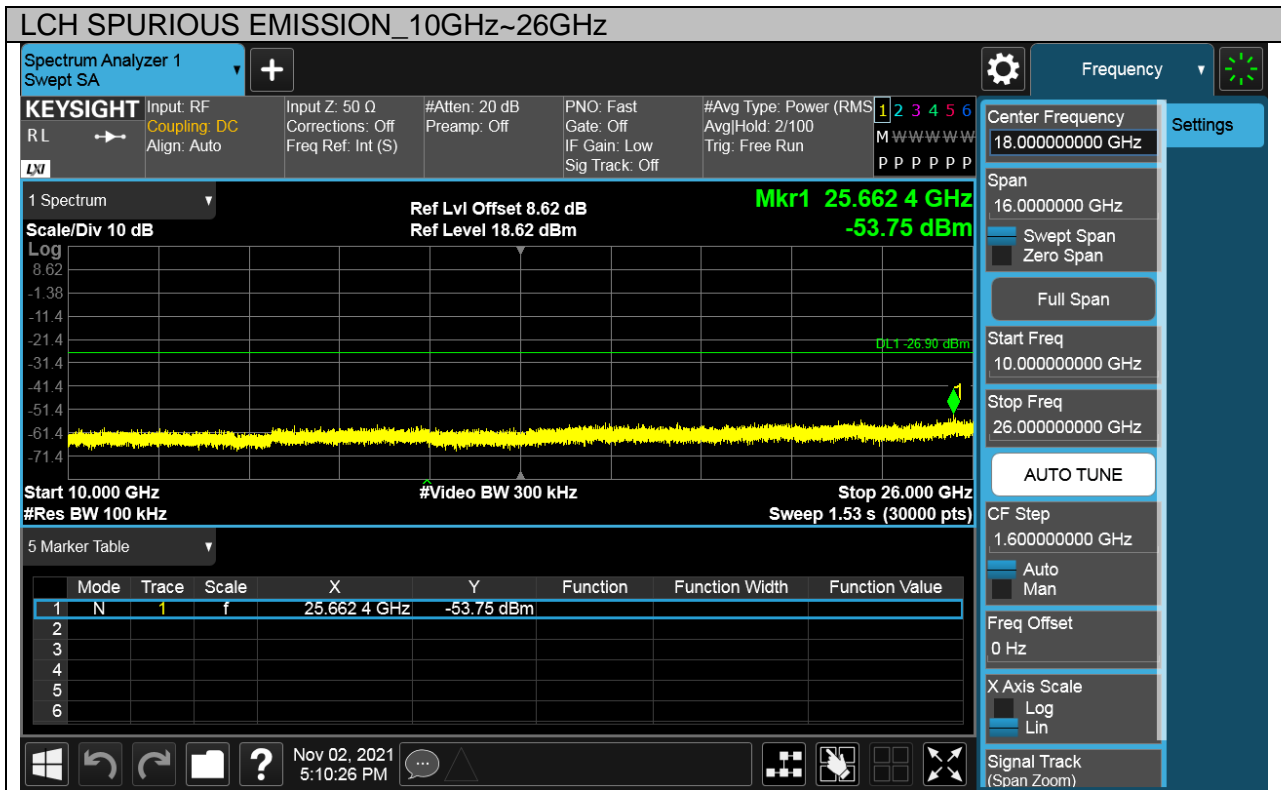 LCH SPURIOUS EMISSION_10GHz~26GHz
Spectrum Analyzer 1
Swept SA
Frequency
KEYSIGHT
RL
LXI
Input: RF
Coupling: DC
Align: Auto
Input Z: 50 Ω
Corrections: Off
Freq Ref: Int (S)
#Atten: 20 dB
Preamp: Off
PNO: Fast
Gate: Off
IF Gain: Low
Sig Track: Off
#Avg Type: Power (RMS
Avg|Hold: 2/100
Trig: Free Run
1 2 3 4 5 6
M W W W W W
P P P P P P
1 Spectrum
Ref Lvl Offset 8.62 dB
Mkr1 25.662 4 GHz
Scale/Div 10 dB
Ref Level 18.62 dBm
-53.75 dBm
Log
8.62
-1.38
-11.4
-21.4
DL1 -26.90 dBm
-31.4
-41.4
1
-51.4
-61.4
-71.4
Start 10.000 GHz
#Video BW 300 kHz
Stop 26.000 GHz
#Res BW 100 kHz
Sweep 1.53 s (30000 pts)
5 Marker Table
Mode Trace Scale X Y Function Function Width Function Value
1 N 1 f 25.662 4 GHz -53.75 dBm
2
3
4
5
6
Nov 02, 2021
5:10:26 PM
?
Center Frequency
18.000000000 GHz
Settings
Span
16.0000000 GHz
Swept Span
Zero Span
Full Span
Start Freq
10.000000000 GHz
Stop Freq
26.000000000 GHz
AUTO TUNE
CF Step
1.600000000 GHz
Auto
Man
Freq Offset
0 Hz
X Axis Scale
Log
Lin
Signal Track
(Span Zoom)